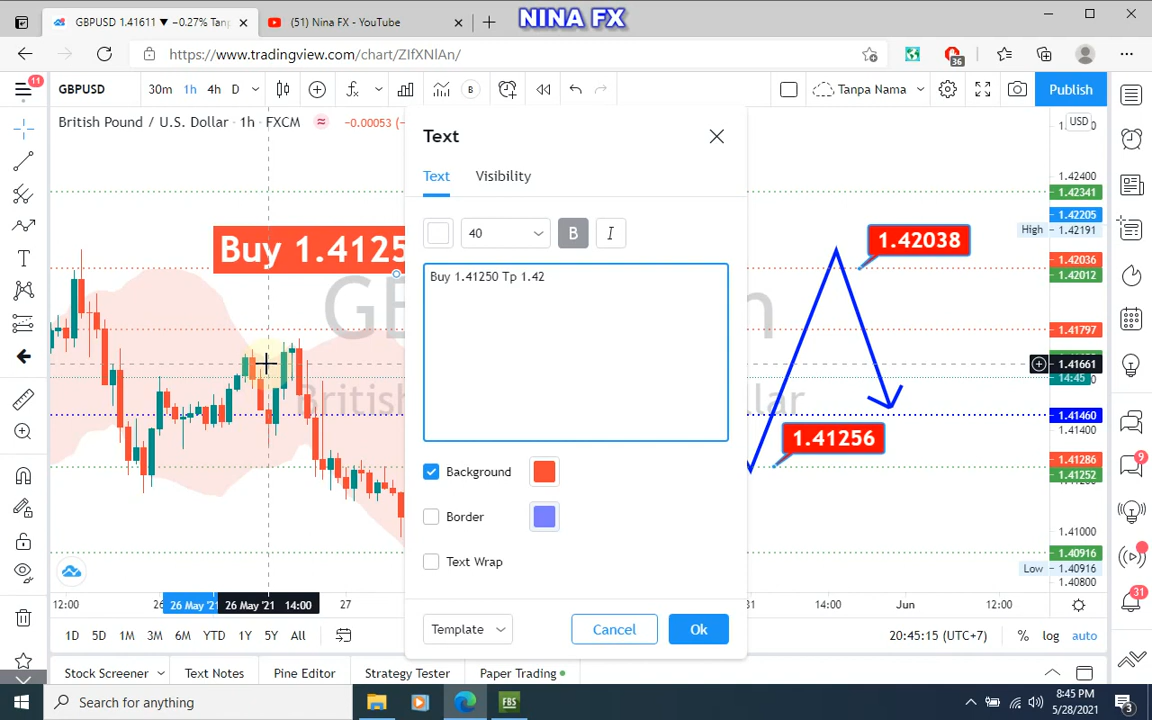 GBPUSD 1.41611 ▼ −0.27% Tanp
(51) Nina FX - YouTube
NINA FX
https://www.tradingview.com/chart/ZIfXNIAn/
36
11
GBPUSD
30m
1h
4h
D
B
Tanpa Nama
Publish
British Pound / U.S. Dollar · 1h · FXCM
−0.00053 (−
USD
Buy 1.4125
Text
Text
Visibility
40
B
I
Buy 1.41250 Tp 1.42
Background
Border
Text Wrap
Template
Cancel
Ok
1.42038
1.41256
1.42400
1.42341
1.42205
High
1.42191
1.42036
1.42012
1.41797
1.41661
14:45
1.41460
1.41400
1.41286
1.41252
1.41000
1.40916
Low
1.40916
1.40800
12:00
26 May '21
26 May '21 14:00
27
31
14:00
Jun
12:00
1D
5D
1M
3M
6M
YTD
1Y
5Y
All
20:45:15 (UTC+7)
%
log
auto
9
31
Stock Screener
Text Notes
Pine Editor
Strategy Tester
Paper Trading
Search for anything
FBS
8:45 PM
5/28/2021
3